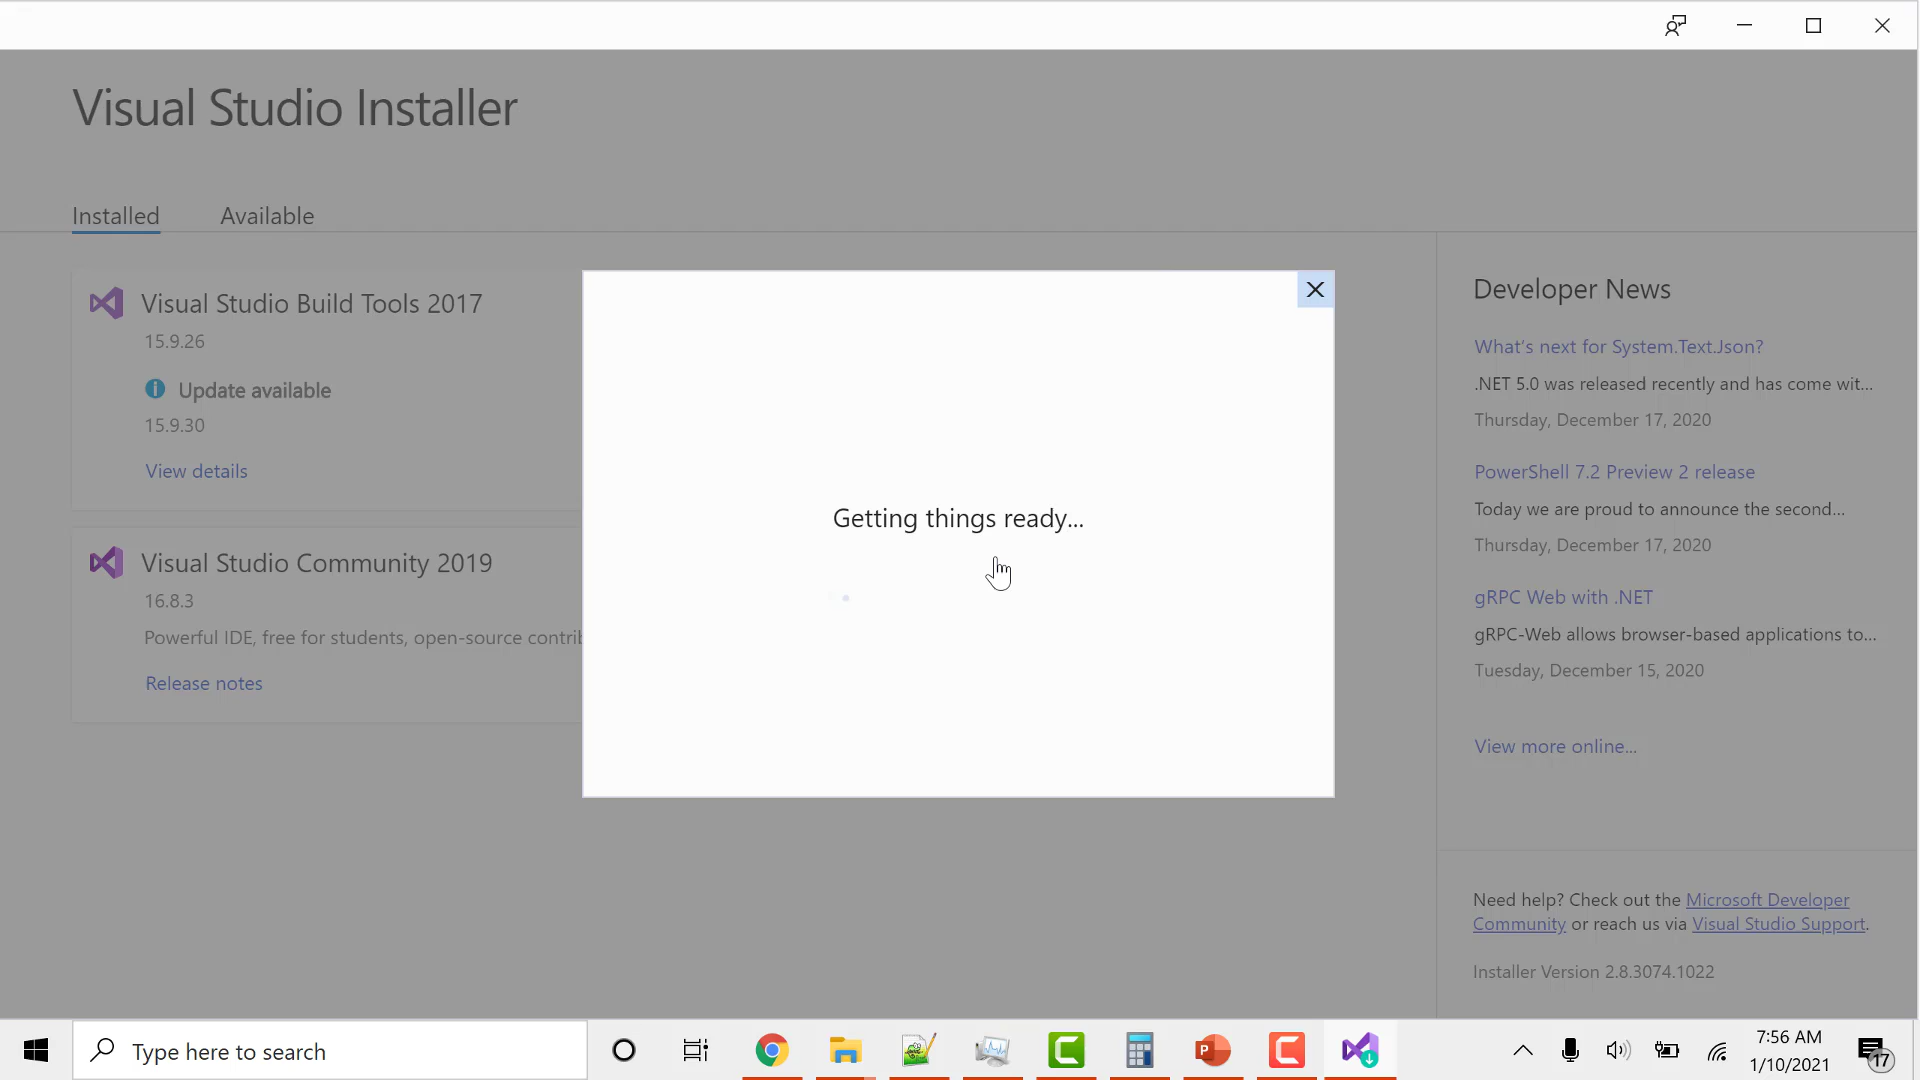 Visual Studio Installer
Installed
Available
Visual Studio Build Tools 2017
15.9.26
Update available
15.9.30
View details
Visual Studio Community 2019
16.8.3
Powerful IDE, free for students, open-source contrib
Release notes
Getting things ready...
Developer News
What's next for System.Text.Json?
.NET 5.0 was released recently and has come wit...
Thursday, December 17, 2020
PowerShell 7.2 Preview 2 release
Today we are proud to announce the second...
Thursday, December 17, 2020
gRPC Web with .NET
gRPC-Web allows browser-based applications to...
Tuesday, December 15, 2020
View more online...
Need help? Check out the Microsoft Developer
Community or reach us via Visual Studio Support.
Installer Version 2.8.3074.1022
Type here to search
7:56 AM
1/10/2021
17